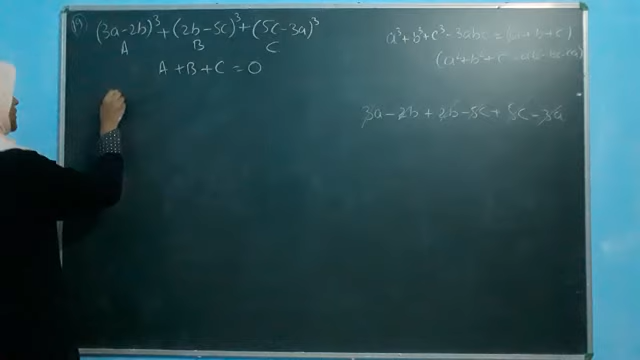 (3a-2b)³ + (2b-5c)³ + (5c-3a)³
A B C
A + B + C = 0
a³+b³+c³-3abc = (a+b+c)
(a²+b²+c²-ab-bc-ca)
3a-2b+2b-5c+5c-3a